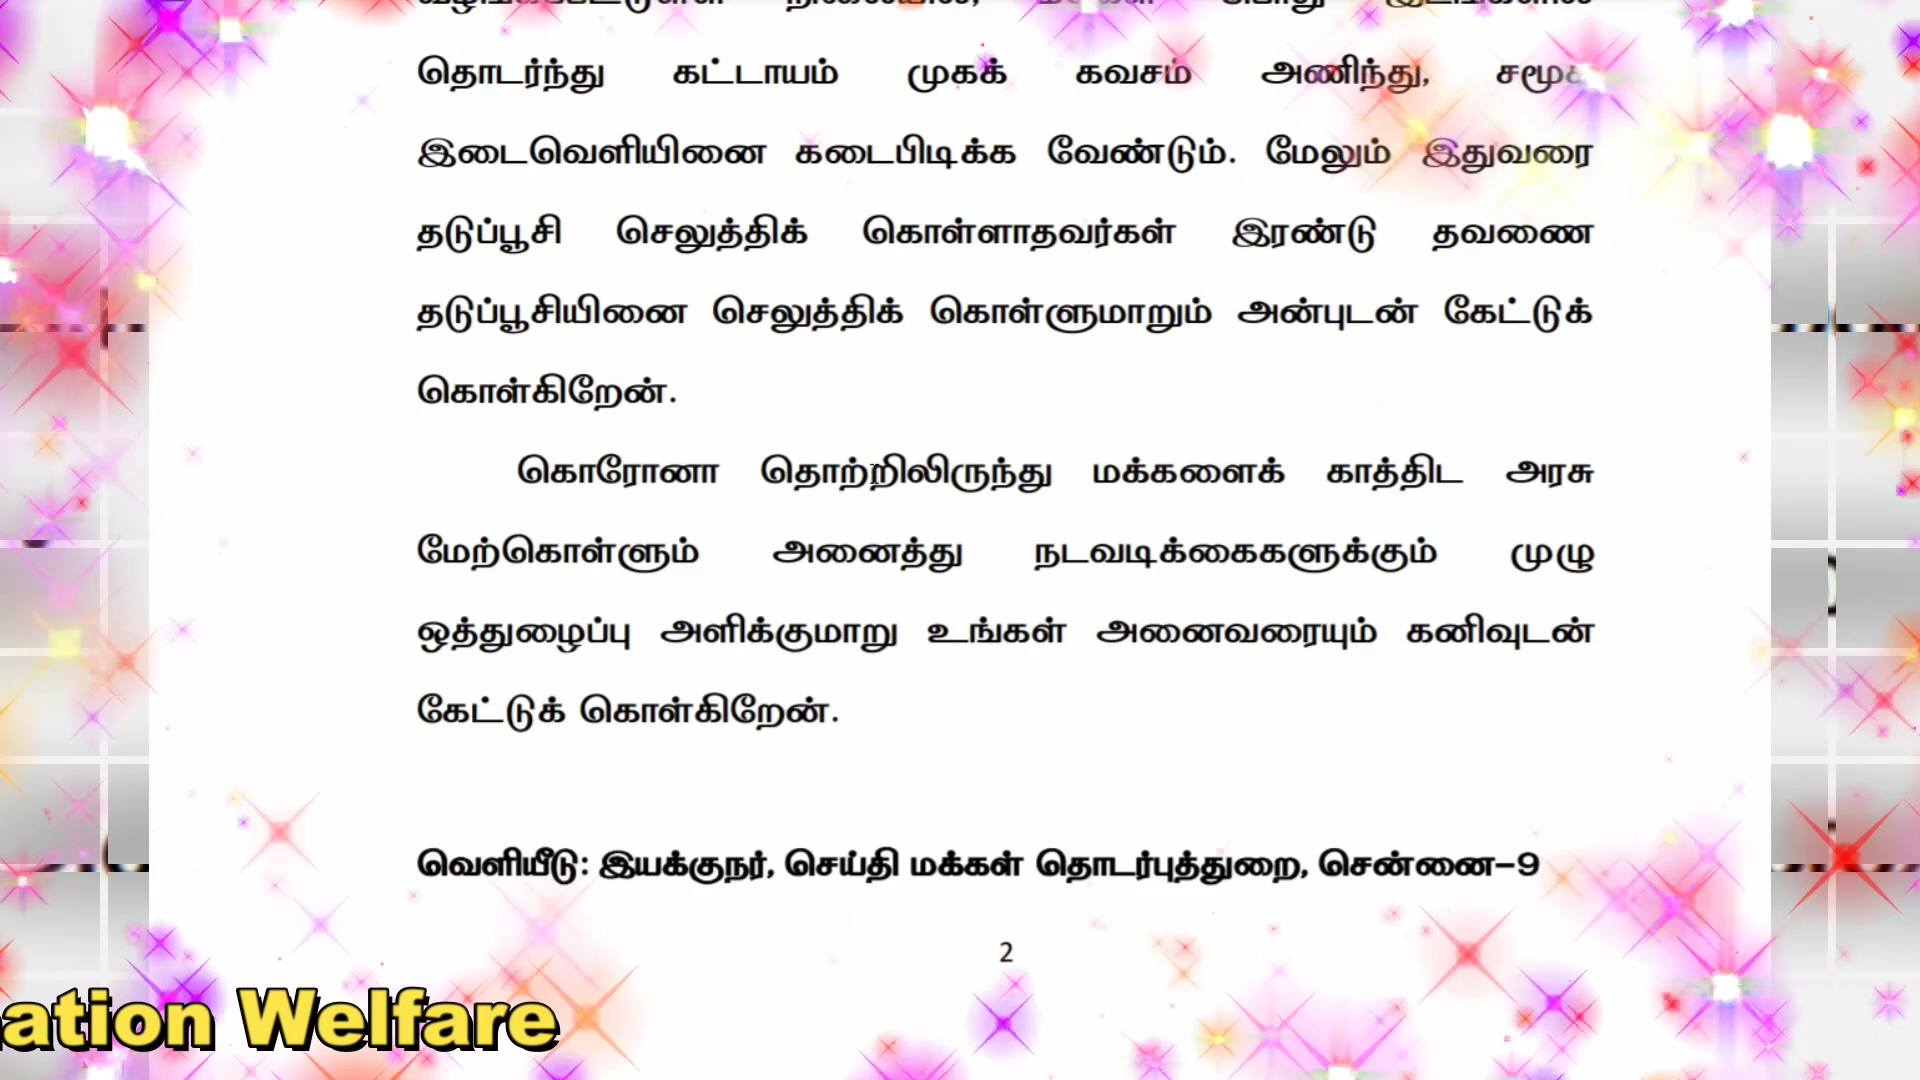 தொடர்ந்து கட்டாயம் முகக் கவசம் அணிந்து, சமூக
இடைவெளியினை கடைபிடிக்க வேண்டும். மேலும் இதுவரை
தடுப்பூசி செலுத்திக் கொள்ளாதவர்கள் இரண்டு தவணை
தடுப்பூசியினை செலுத்திக் கொள்ளுமாறும் அன்புடன் கேட்டுக்
கொள்கிறேன்.
கொரோனா தொற்றிலிருந்து மக்களைக் காத்திட அரசு
மேற்கொள்ளும் அனைத்து நடவடிக்கைகளுக்கும் முழு
ஒத்துழைப்பு அளிக்குமாறு உங்கள் அனைவரையும் கனிவுடன்
கேட்டுக் கொள்கிறேன்.
வெளியீடு: இயக்குநர், செய்தி மக்கள் தொடர்புத்துறை, சென்னை-9
2
ation Welfare